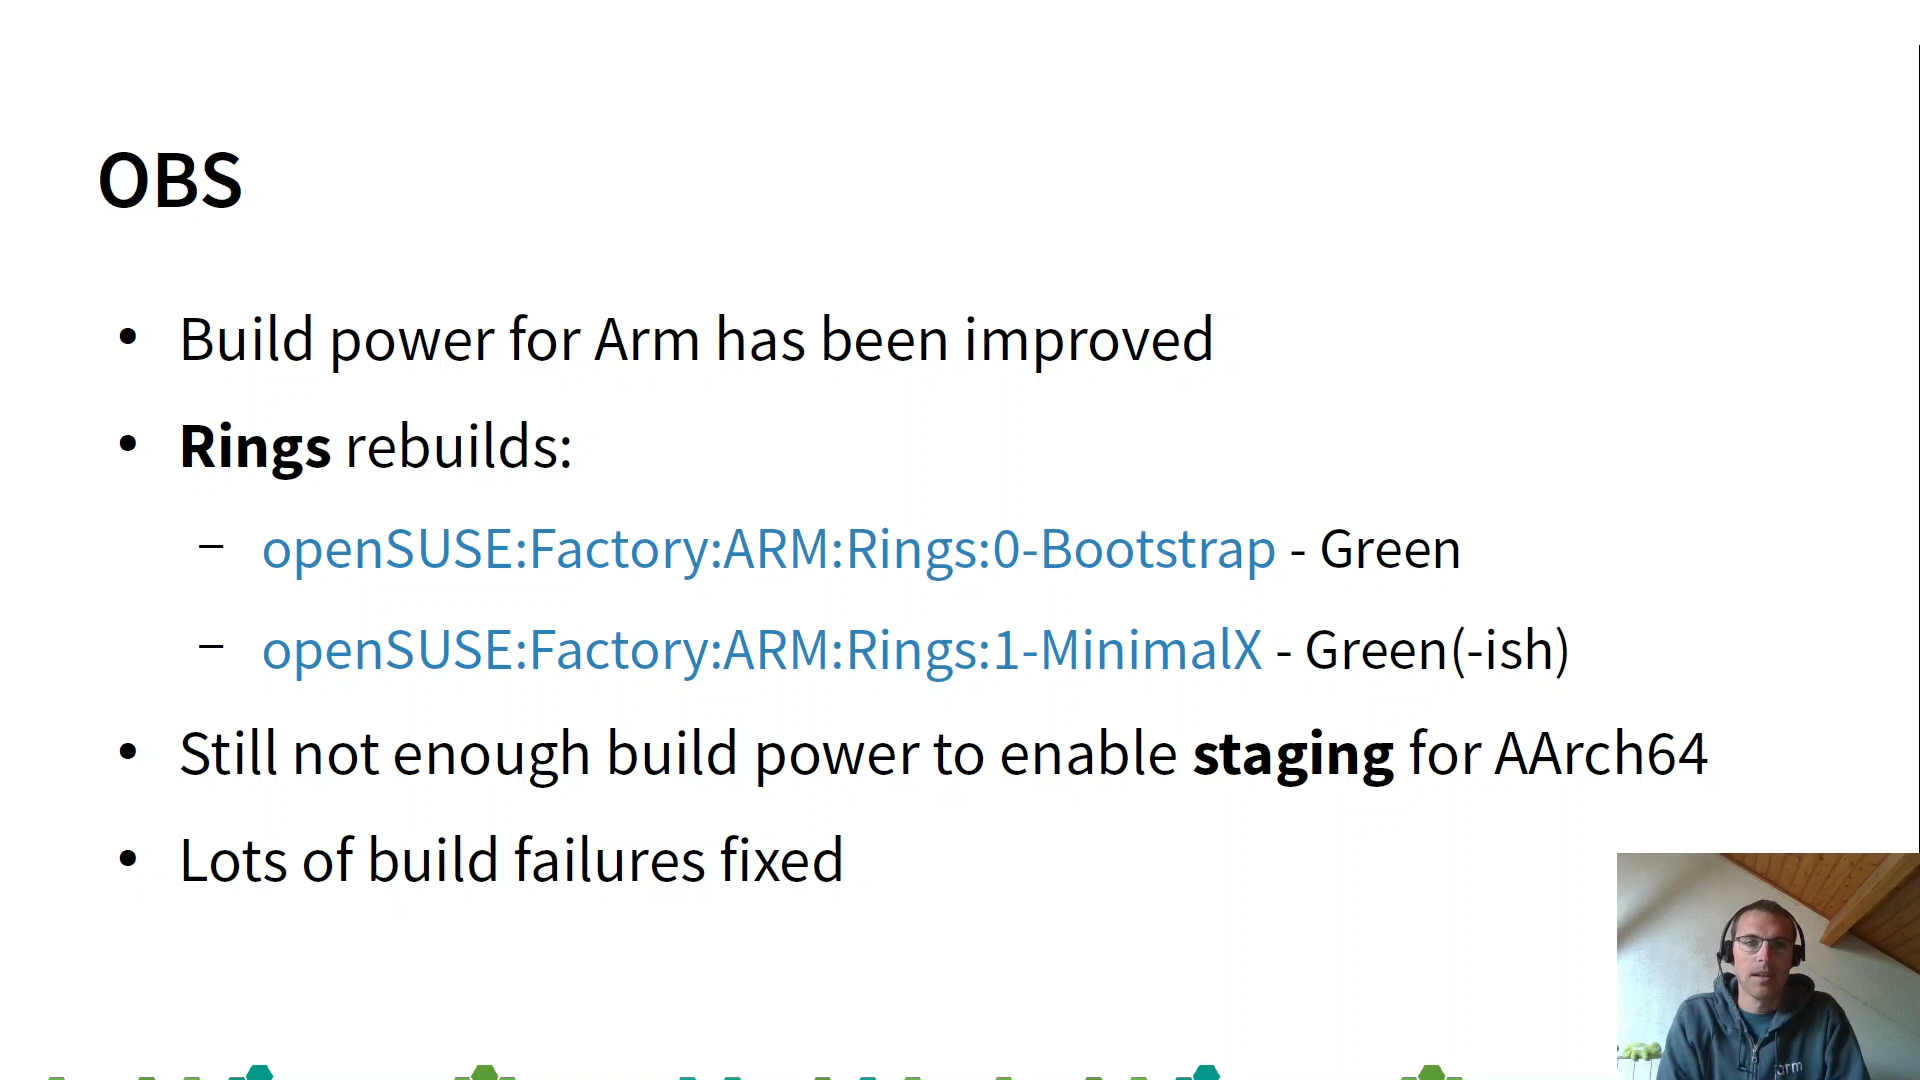 OBS
• Build power for Arm has been improved
• Rings rebuilds:
– openSUSE:Factory:ARM:Rings:0-Bootstrap - Green
– openSUSE:Factory:ARM:Rings:1-MinimalX - Green(-ish)
• Still not enough build power to enable staging for AArch64
• Lots of build failures fixed
arm